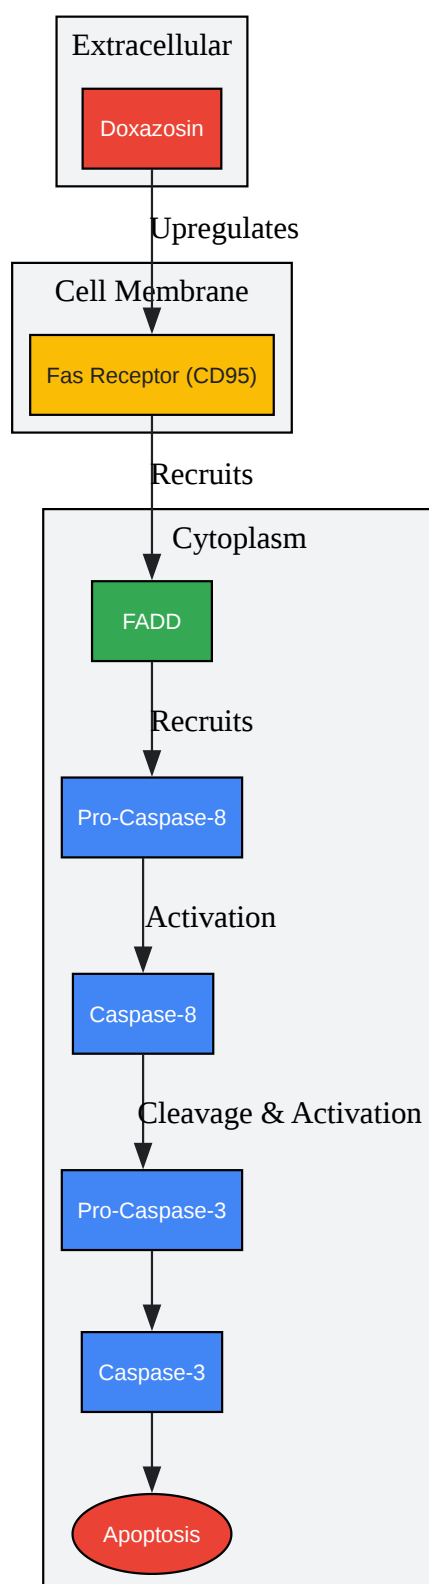 Extracellular
Doxazosin
Upregulates
Cell Membrane
Fas Receptor (CD95)
Recruits
Cytoplasm
FADD
Recruits
Pro-Caspase-8
Activation
Caspase-8
Cleavage & Activation
Pro-Caspase-3
Caspase-3
Apoptosis